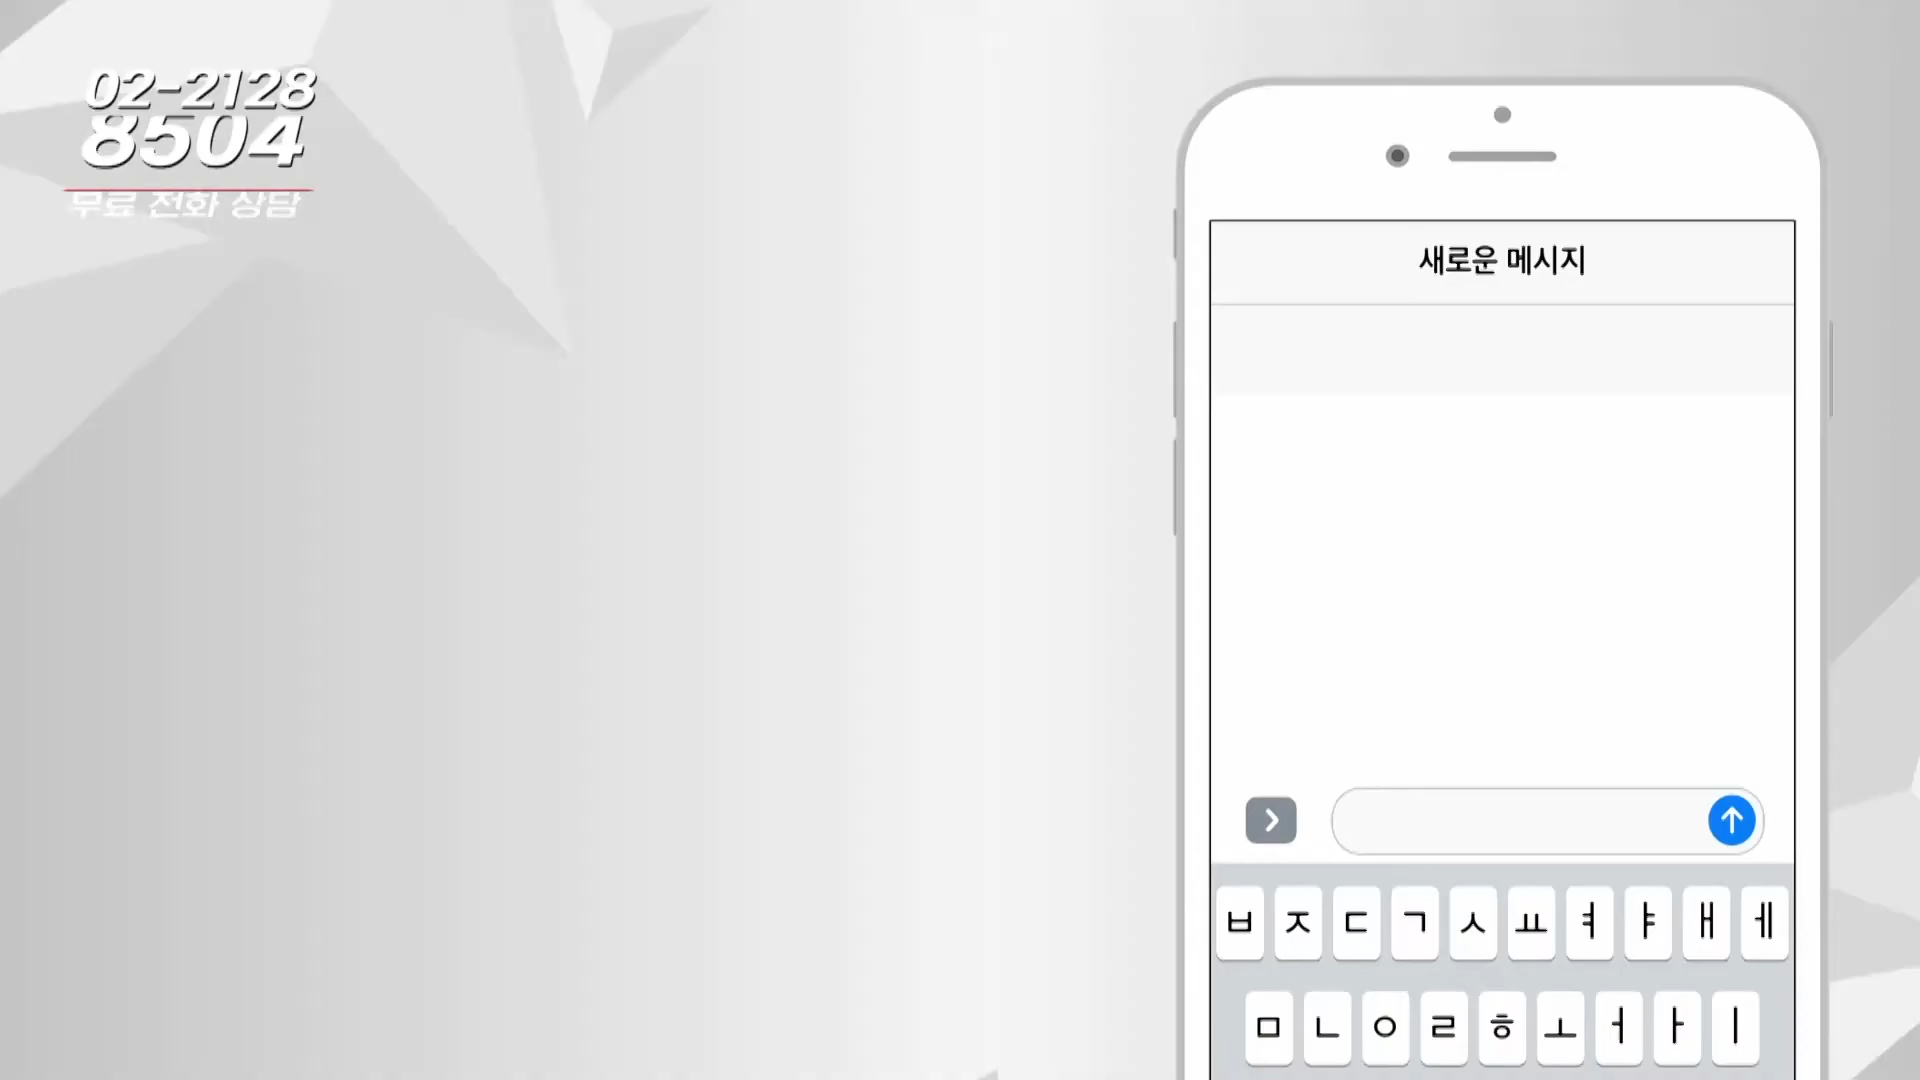 02-2128
8504
무료 전화 상담
새로운 메시지
ㅂ ㅈ ㄷ ㄱ ㅅ ㅛ ㅕ ㅑ ㅐ ㅔ
ㅁ ㄴ ㅇ ㄹ ㅎ ㅗ ㅓ ㅏ ㅣ